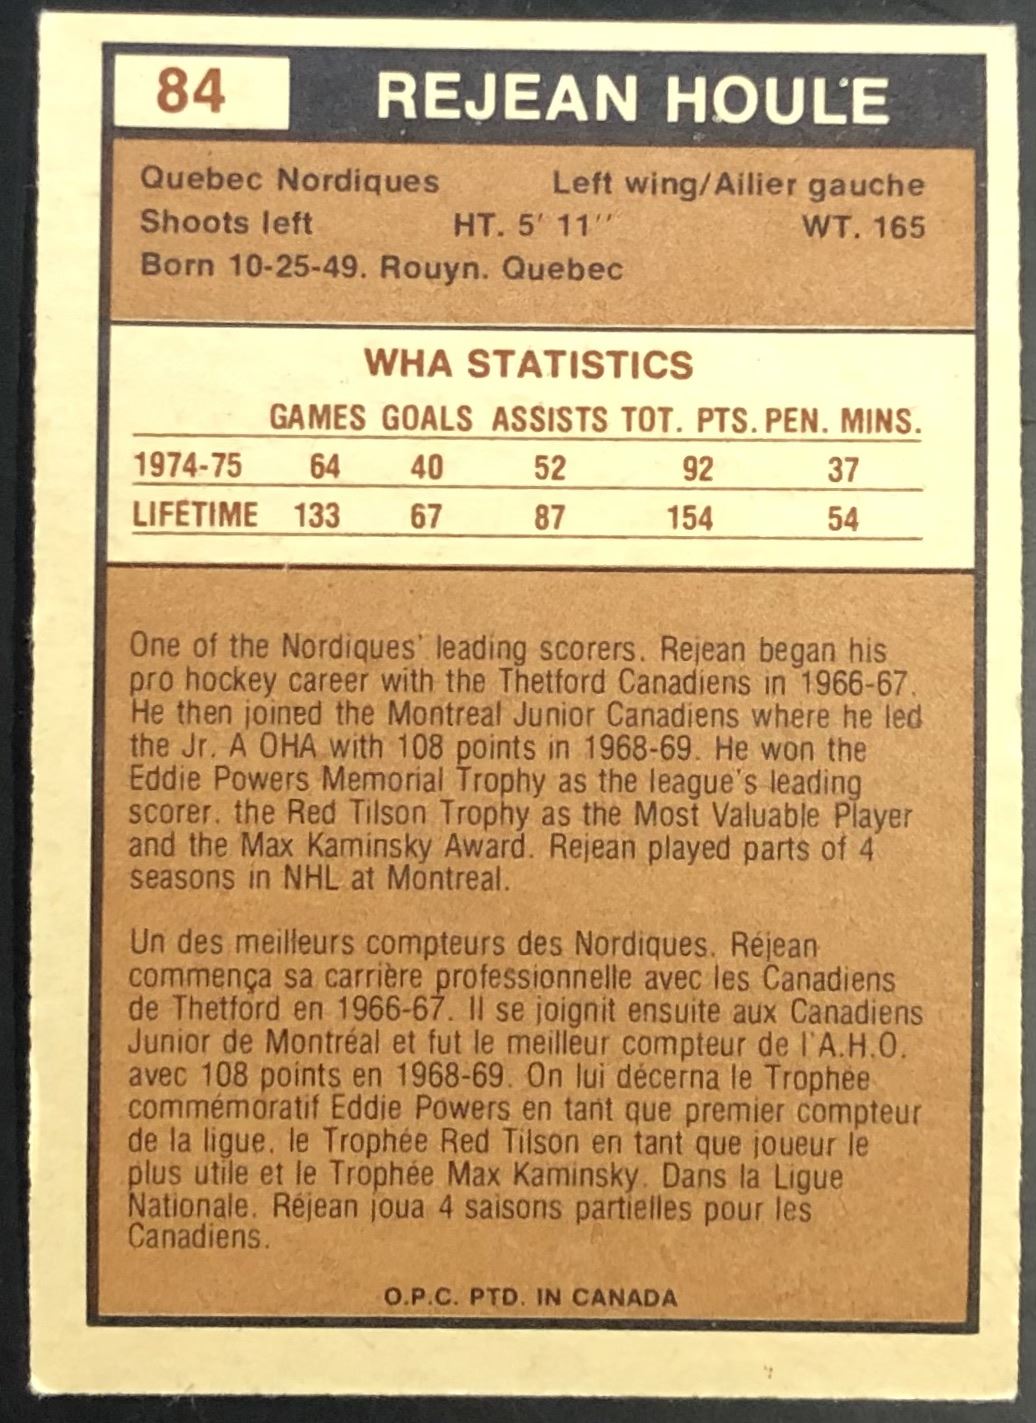 84 REJEAN HOULE
Quebec Nordiques Left wing/Ailier gauche
Shoots left HT. 5' 11'' WT. 165
Born 10-25-49. Rouyn. Quebec
WHA STATISTICS
GAMES GOALS ASSISTS TOT. PTS. PEN. MINS.
1974-75 64 40 52 92 37
LIFETIME 133 67 87 154 54
One of the Nordiques' leading scorers. Rejean began his
pro hockey career with the Thetford Canadiens in 1966-67.
He then joined the Montreal Junior Canadiens where he led
the Jr. A OHA with 108 points in 1968-69. He won the
Eddie Powers Memorial Trophy as the league's leading
scorer. the Red Tilson Trophy as the Most Valuable Player
and the Max Kaminsky Award. Rejean played parts of 4
seasons in NHL at Montreal.
Un des meilleurs compteurs des Nordiques. Réjean
commença sa carrière professionnelle avec les Canadiens
de Thetford en 1966-67. Il se joignit ensuite aux Canadiens
Junior de Montréal et fut le meilleur compteur de l'A.H.O.
avec 108 points en 1968-69. On lui décerna le Trophée
commémoratif Eddie Powers en tant que premier compteur
de la ligue. le Trophée Red Tilson en tant que joueur le
plus utile et le Trophée Max Kaminsky. Dans la Ligue
Nationale. Réjean joua 4 saisons partielles pour les
Canadiens.
O.P.C. PTD. IN CANADA